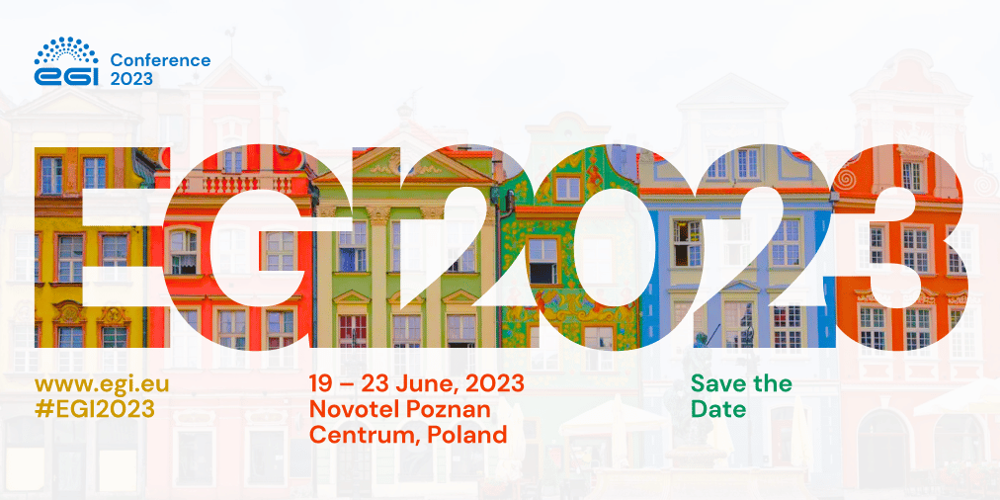 egi Conference
2023
EGI2023
www.egi.eu
#EGI2023
19 – 23 June, 2023
Novotel Poznan
Centrum, Poland
Save the
Date